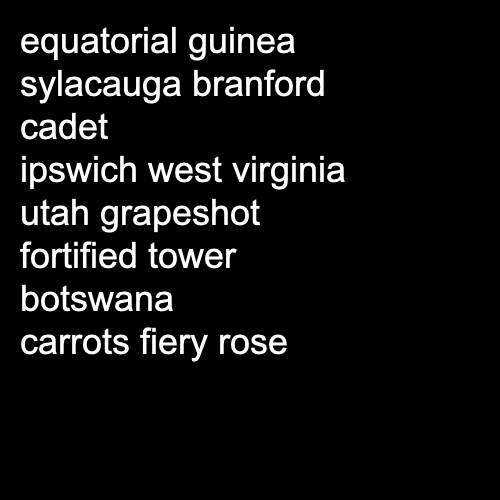 equatorial guinea
sylacauga branford
cadet
ipswich west virginia
utah grapeshot
fortified tower
botswana
carrots fiery rose